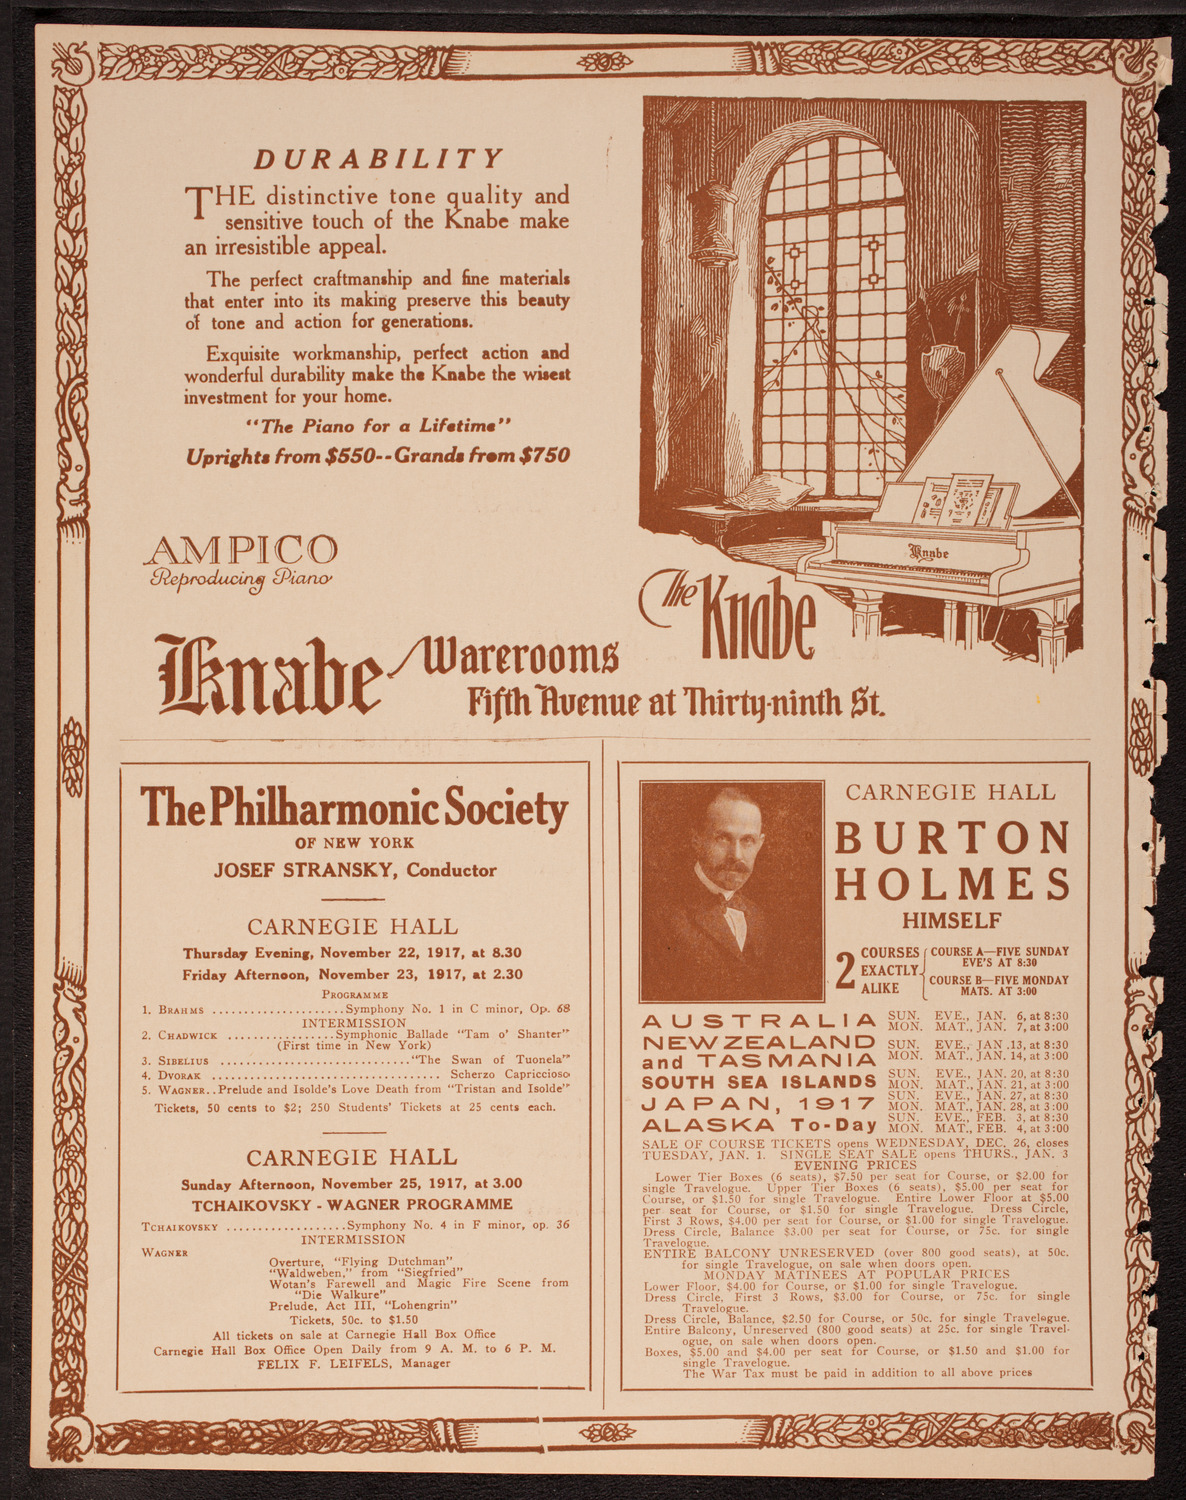 DURABILITY
THE distinctive tone quality and
sensitive touch of the Knabe make
an irresistible appeal.
The perfect craftmanship and fine materials
that enter into its making preserve this beauty
of tone and action for generations.
Exquisite workmanship, perfect action and
wonderful durability make the Knabe the wisest
investment for your home.
"The Piano for a Lifetime"
Uprights from $550--Grands from $750
AMPICO
Reproducing Piano
Knabe
The Knabe
Knabe Warerooms
Fifth Avenue at Thirty-ninth St.
The Philharmonic Society
OF NEW YORK
JOSEF STRANSKY, Conductor
CARNEGIE HALL
Thursday Evening, November 22, 1917, at 8.30
Friday Afternoon, November 23, 1917, at 2.30
PROGRAMME
1. BRAHMS .....................Symphony No. 1 in C minor, Op. 68
INTERMISSION
2. CHADWICK .................Symphonic Ballade "Tam o' Shanter"
(First time in New York)
3. SIBELIUS ..............................."The Swan of Tuonela"
4. DVORAK ................................ Scherzo Capriccioso
5. WAGNER..Prelude and Isolde's Love Death from "Tristan and Isolde"
Tickets, 50 cents to $2; 250 Students' Tickets at 25 cents each.
CARNEGIE HALL
Sunday Afternoon, November 25, 1917, at 3.00
TCHAIKOVSKY - WAGNER PROGRAMME
TCHAIKOVSKY ...................Symphony No. 4 in F minor, op. 36
INTERMISSION
WAGNER
Overture, "Flying Dutchman"
"Waldweben," from "Siegfried"
Wotan's Farewell and Magic Fire Scene from
"Die Walkure"
Prelude, Act III, "Lohengrin"
Tickets, 50c. to $1.50
All tickets on sale at Carnegie Hall Box Office
Carnegie Hall Box Office Open Daily from 9 A. M. to 6 P. M.
FELIX F. LEIFELS, Manager
CARNEGIE HALL
BURTON
HOLMES
HIMSELF
2 COURSES EXACTLY ALIKE
COURSE A—FIVE SUNDAY
EVE'S AT 8:30
COURSE B—FIVE MONDAY
MATS. AT 3:00
AUSTRALIA SUN. EVE., JAN. 6, at 8:30
MON. MAT., JAN. 7, at 3:00
NEW ZEALAND SUN. EVE., JAN .13, at 8:30
and TASMANIA MON. MAT., JAN. 14, at 3:00
SOUTH SEA ISLANDS SUN. EVE., JAN. 20, at 8:30
MON. MAT., JAN. 21, at 3:00
JAPAN, 1917 SUN. EVE., JAN. 27, at 8:30
MON. MAT., JAN. 28, at 3:00
ALASKA To-Day SUN. EVE., FEB. 3, at 8:30
MON. MAT., FEB. 4, at 3:00
SALE OF COURSE TICKETS opens WEDNESDAY, DEC. 26, closes
TUESDAY, JAN. 1. SINGLE SEAT SALE opens THURS., JAN. 3
EVENING PRICES
Lower Tier Boxes (6 seats), $7.50 per seat for Course, or $2.00 for
single Travelogue. Upper Tier Boxes (6 seats), $5.00 per seat for
Course, or $1.50 for single Travelogue. Entire Lower Floor at $5.00
per seat for Course, or $1.50 for single Travelogue. Dress Circle,
First 3 Rows, $4.00 per seat for Course, or $1.00 for single Travelogue.
Dress Circle, Balance $3.00 per seat for Course, or 75c. for single
Travelogue.
ENTIRE BALCONY UNRESERVED (over 800 good seats), at 50c.
for single Travelogue, on sale when doors open.
MONDAY MATINEES AT POPULAR PRICES
Lower Floor, $4.00 for Course, or $1.00 for single Travelogue.
Dress Circle, First 3 Rows, $3.00 for Course, or 75c. for single
Travelogue.
Dress Circle, Balance, $2.50 for Course, or 50c. for single Travelogue.
Entire Balcony, Unreserved (800 good seats) at 25c. for single Travel-
ogue, on sale when doors open.
Boxes, $5.00 and $4.00 per seat for Course, or $1.50 and $1.00 for
single Travelogue.
The War Tax must be paid in addition to all above prices